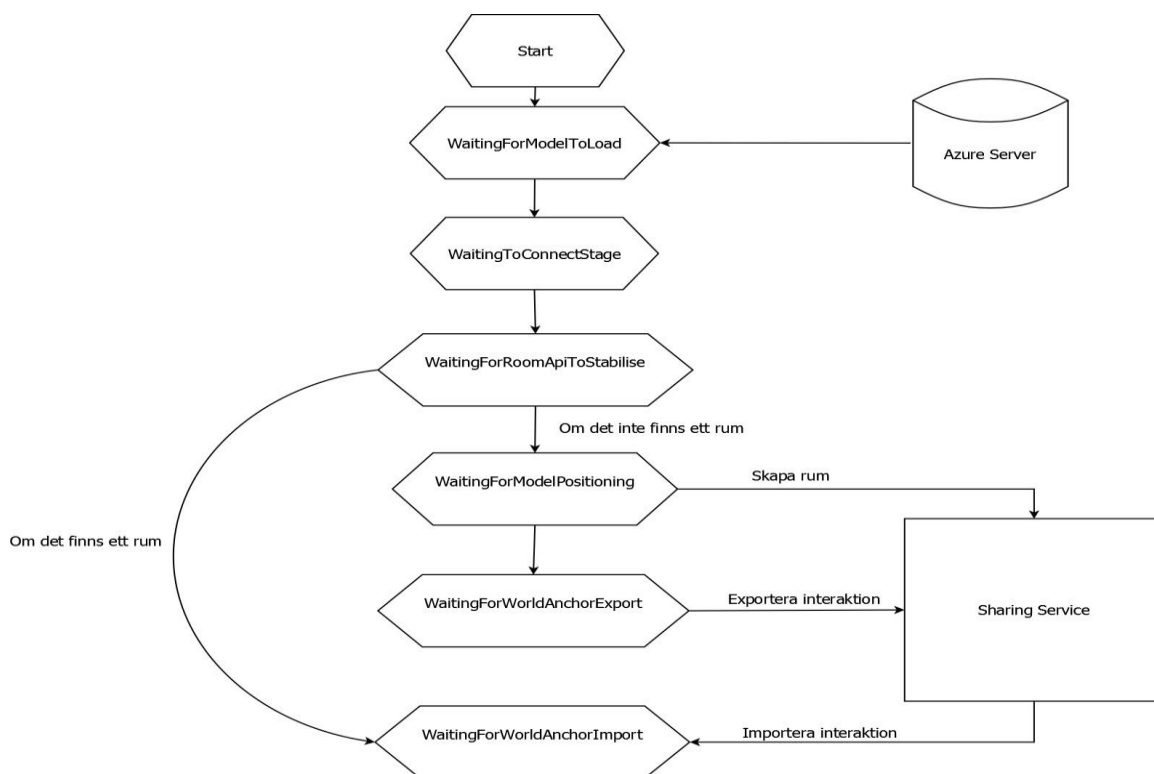 Start
WaitingForModelToLoad
Azure Server
WaitingToConnectStage
WaitingForRoomApiToStabilise
Om det inte finns ett rum
WaitingForModelPositioning
Skapa rum
Om det finns ett rum
WaitingForWorldAnchorExport
Exportera interaktion
Sharing Service
WaitingForWorldAnchorImport
Importera interaktion